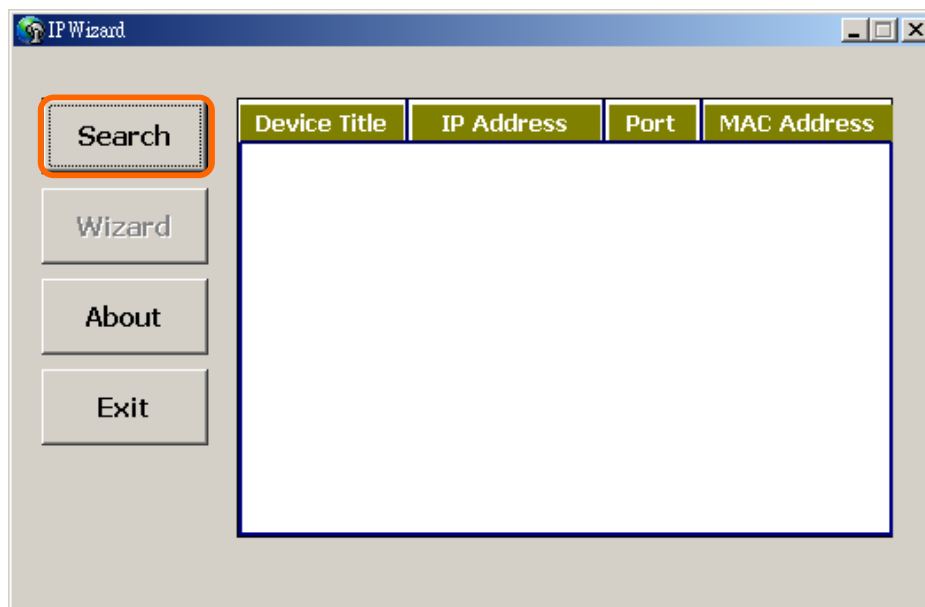 IP Wizard
Search
Device Title IP Address Port MAC Address
Wizard
About
Exit